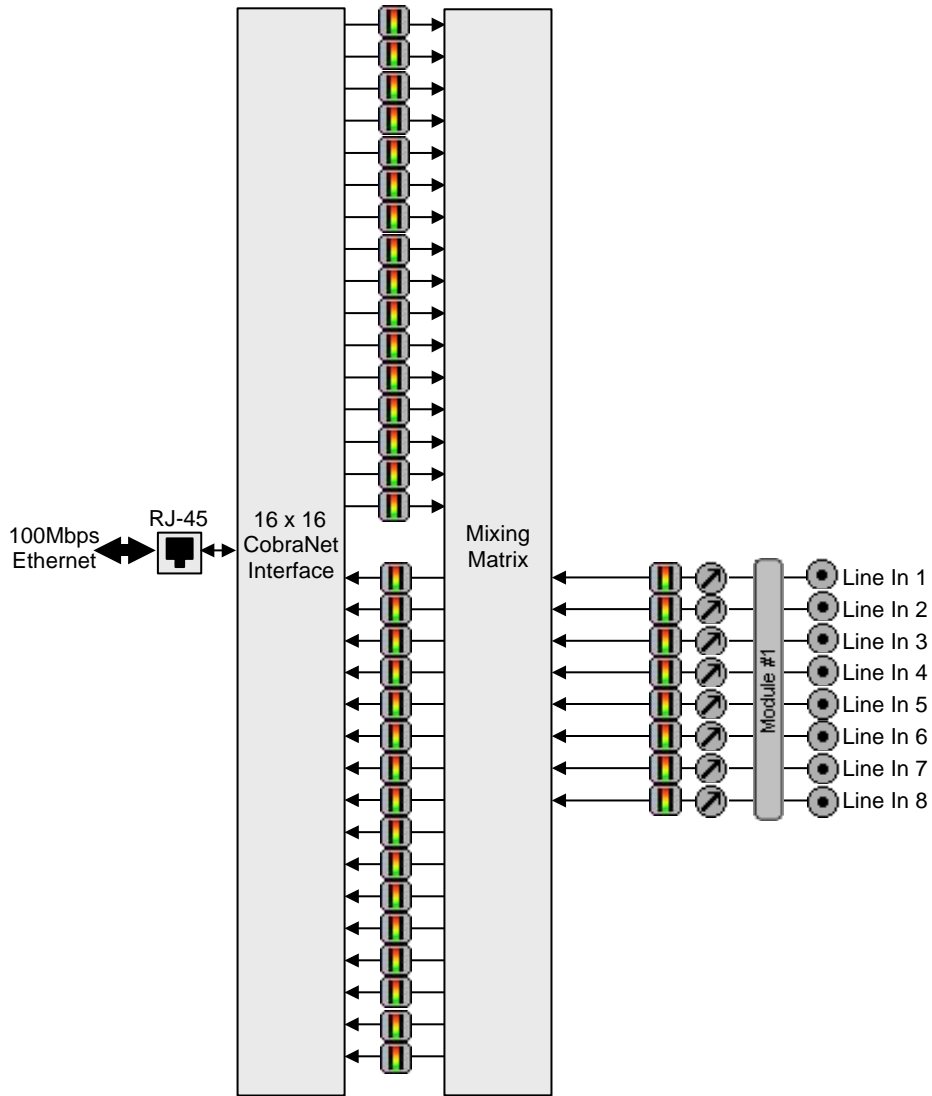 100Mbps
Ethernet
RJ-45
16 x 16
CobraNet
Interface
Mixing
Matrix
Module #1
Line In 1
Line In 2
Line In 3
Line In 4
Line In 5
Line In 6
Line In 7
Line In 8